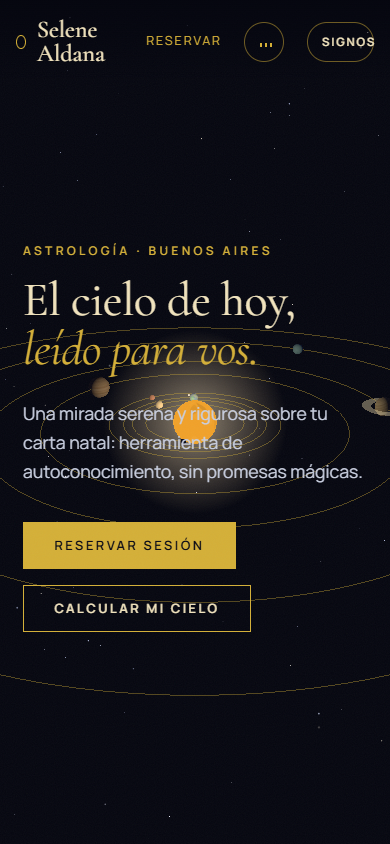 Selene
Aldana
RESERVAR
...
SIGNOS
ASTROLOGÍA · BUENOS AIRES
El cielo de hoy,
leído para vos.
Una mirada serena y rigurosa sobre tu
carta natal: herramienta de
autoconocimiento, sin promesas mágicas.
RESERVAR SESIÓN
CALCULAR MI CIELO